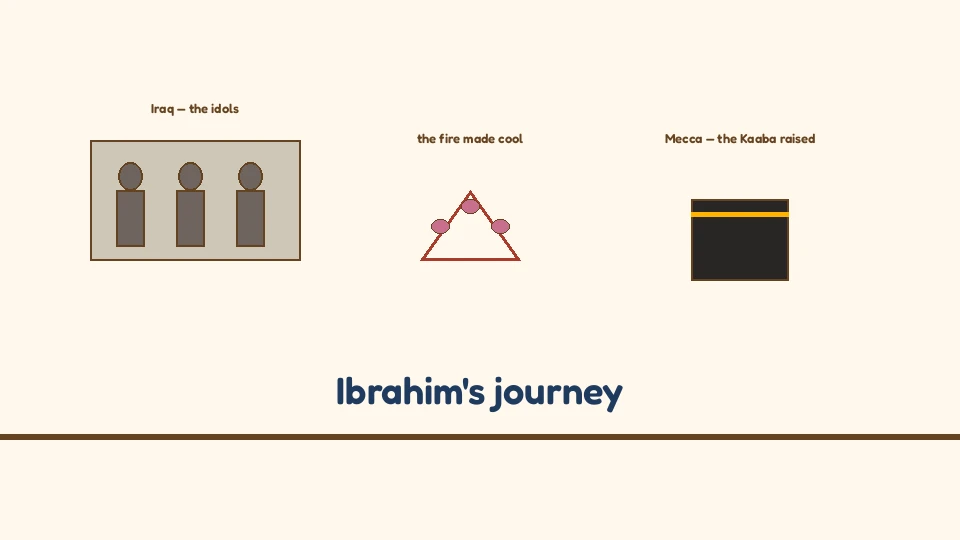 Iraq – the idols
the fire made cool
Mecca – the Kaaba raised
Ibrahim's journey